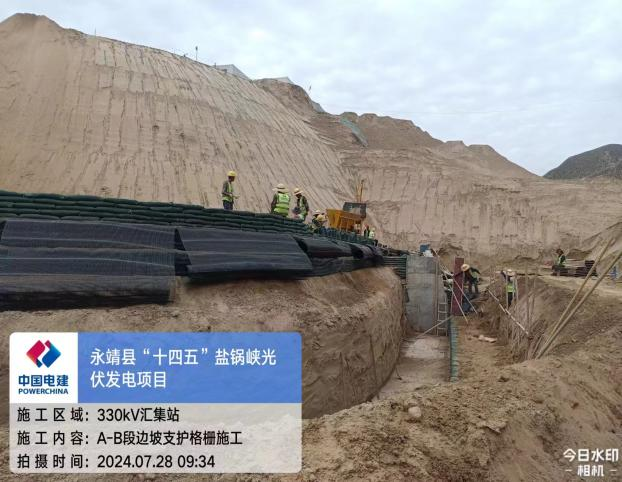 中国电建
POWERCHINA
永靖县“十四五”盐锅峡光
伏发电项目
施工区域：330kV汇集站
施工内容：A-B段边坡支护格栅施工
拍摄时间：2024.07.28 09:34
今日水印
-相机-